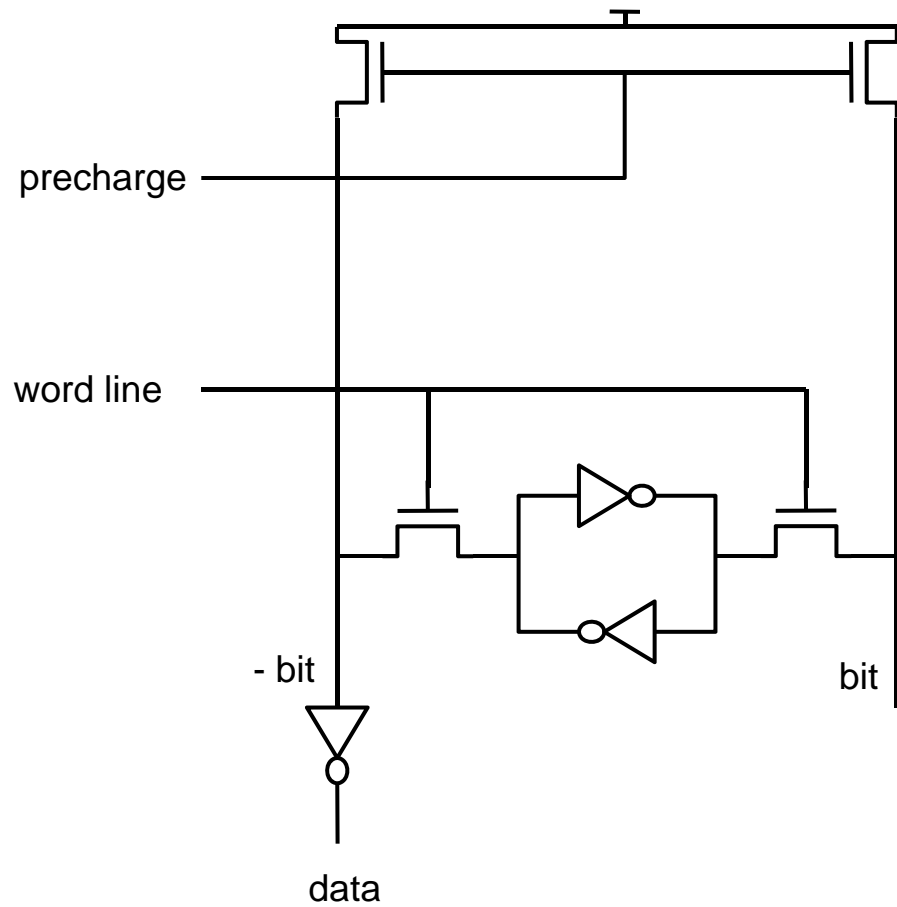 precharge
word line
- bit
bit
data